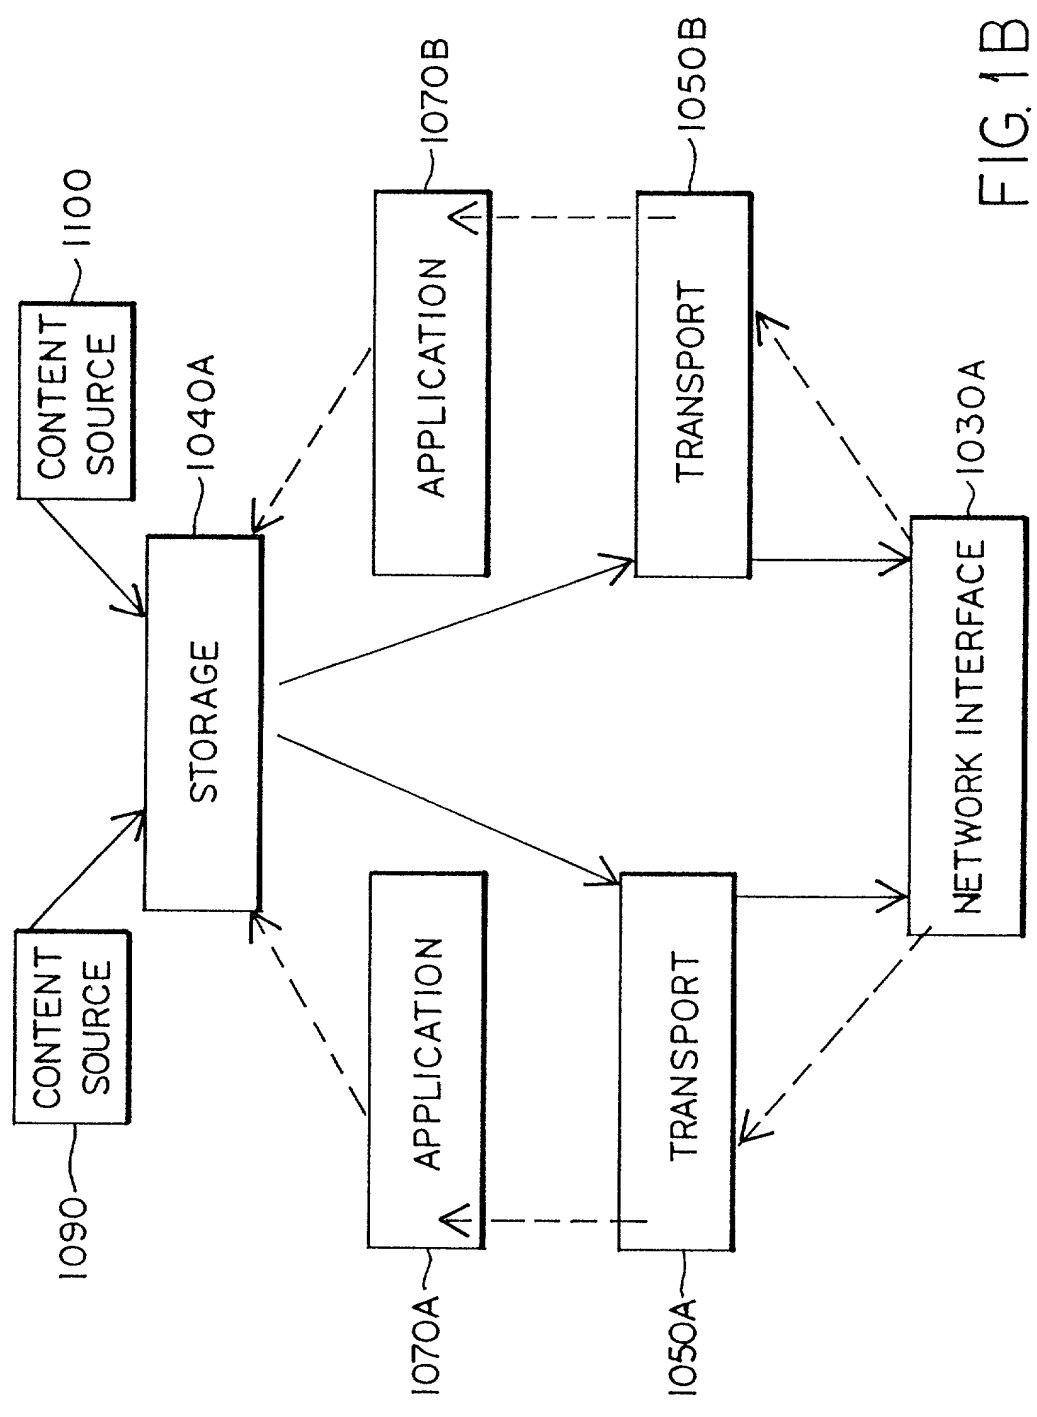 1090
CONTENT
SOURCE
CONTENT
SOURCE
1100
STORAGE
1040A
1070A
APPLICATION
APPLICATION
1070B
1050A
TRANSPORT
TRANSPORT
1050B
NETWORK INTERFACE
1030A
FIG. 1B